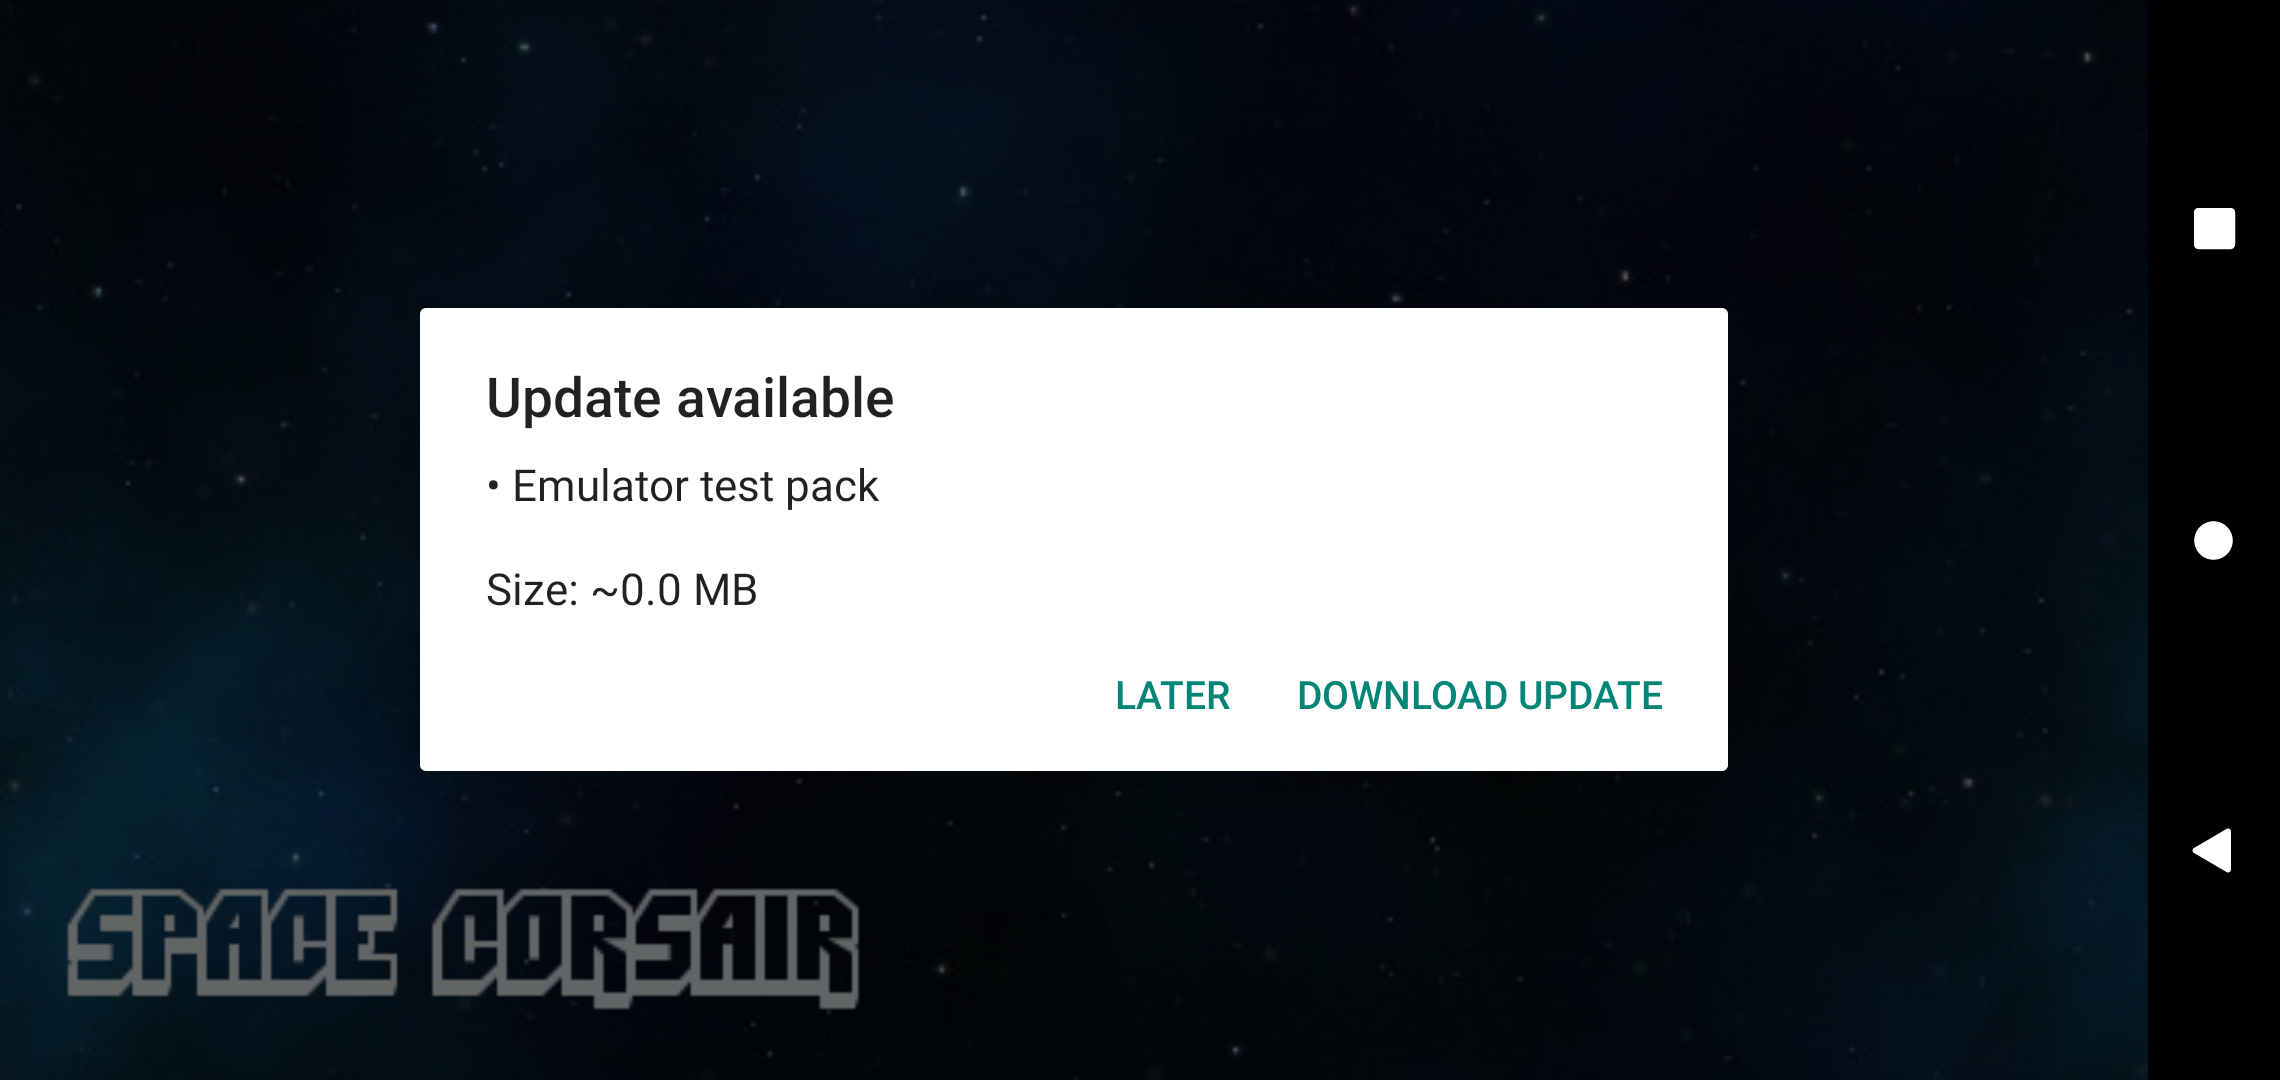 Update available
• Emulator test pack
Size: ~0.0 MB
LATER DOWNLOAD UPDATE
SPACE CORSAIR